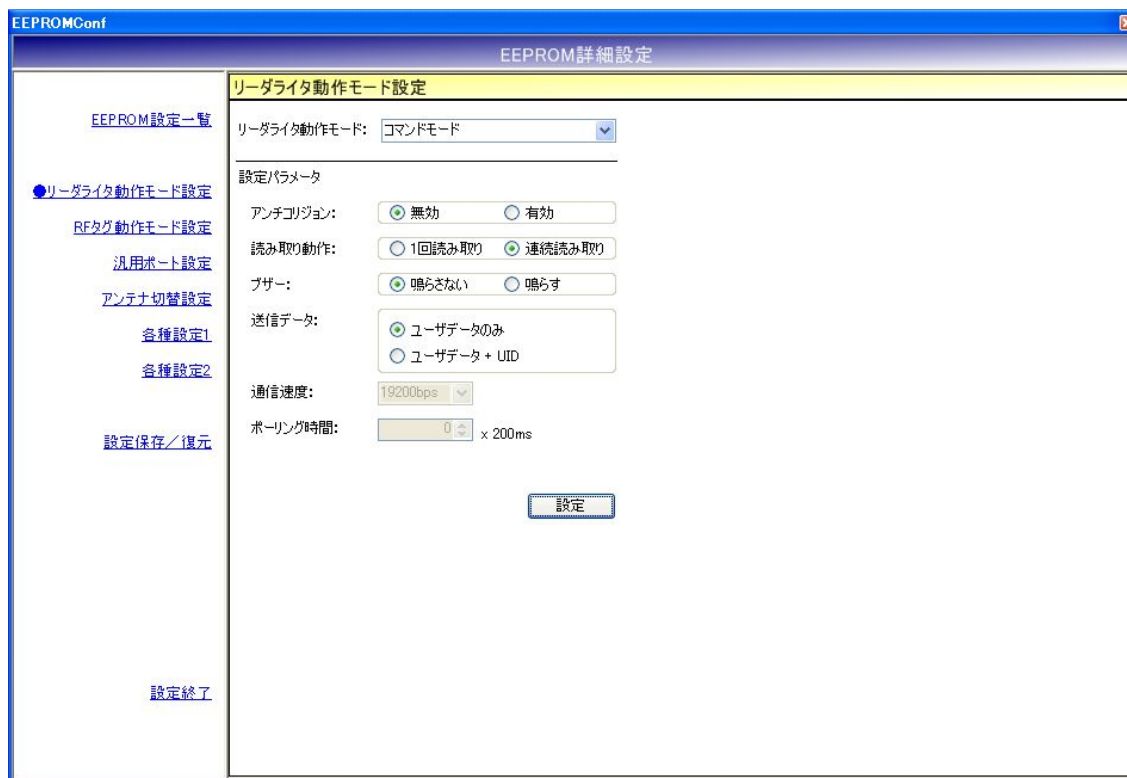 EEPROMConf
EEPROM詳細設定
EEPROM設定一覧
●リーダライタ動作モード設定
RFタグ動作モード設定
汎用ポート設定
アンテナ切替設定
各種設定1
各種設定2
設定保存／復元
設定終了
リーダライタ動作モード設定
リーダライタ動作モード: コマンドモード
設定パラメータ
アンチコリジョン: 無効 有効
読み取り動作: 1回読み取り 連続読み取り
ブザー: 鳴らさない 鳴らす
送信データ: ユーザデータのみ
ユーザデータ + UID
通信速度: 19200bps
ポーリング時間: 0 x 200ms
設定